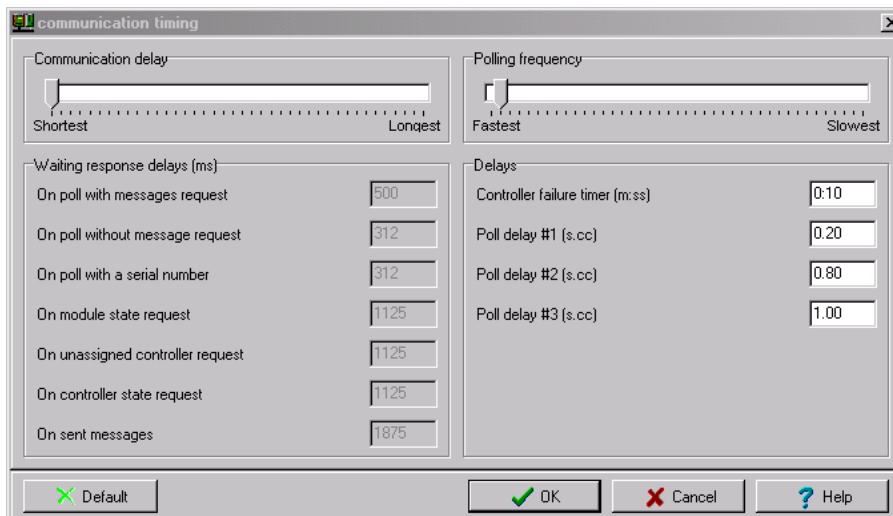 communication timing
Communication delay
Shortest Longest
Polling frequency
Fastest Slowest
Waiting response delays (ms)
On poll with messages request 500
On poll without message request 312
On poll with a serial number 312
On module state request 1125
On unassigned controller request 1125
On controller state request 1125
On sent messages 1875
Delays
Controller failure timer (m:ss) 0:10
Poll delay #1 (s.cc) 0.20
Poll delay #2 (s.cc) 0.80
Poll delay #3 (s.cc) 1.00
Default OK Cancel Help